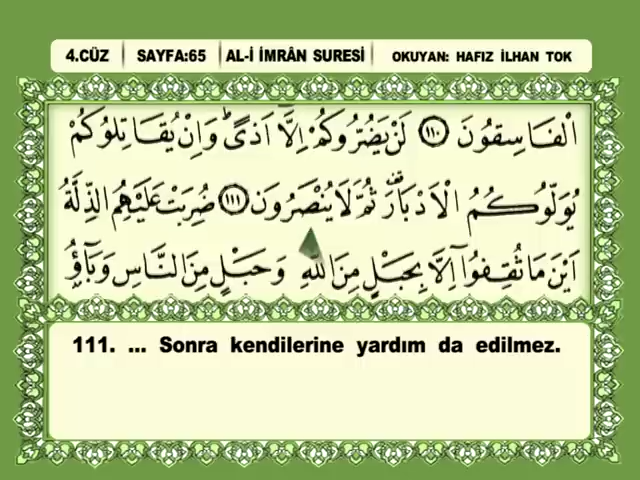 4.CÜZ SAYFA:65 AL-İ İMRÂN SURESİ OKUYAN: HAFIZ İLHAN TOK
الْفَاسِقُونَ ﴿١١٠﴾ لَنْ يَضُرُّوكُمْ اِلَّٓا اَذًىۜ وَاِنْ يُقَاتِلُوكُمْ
يُوَلُّوكُمُ الْاَدْبَارَ۠ ثُمَّ لَا يُنْصَرُونَ ﴿١١١﴾ ضُرِبَتْ عَلَيْهِمُ الذِّلَّةُ
اَيْنَ مَا ثُقِفُٓوا اِلَّا بِحَبْلٍ مِنَ اللّٰهِ وَحَبْلٍ مِنَ النَّاسِ وَبَٓاؤُ۫
111. ... Sonra kendilerine yardım da edilmez.